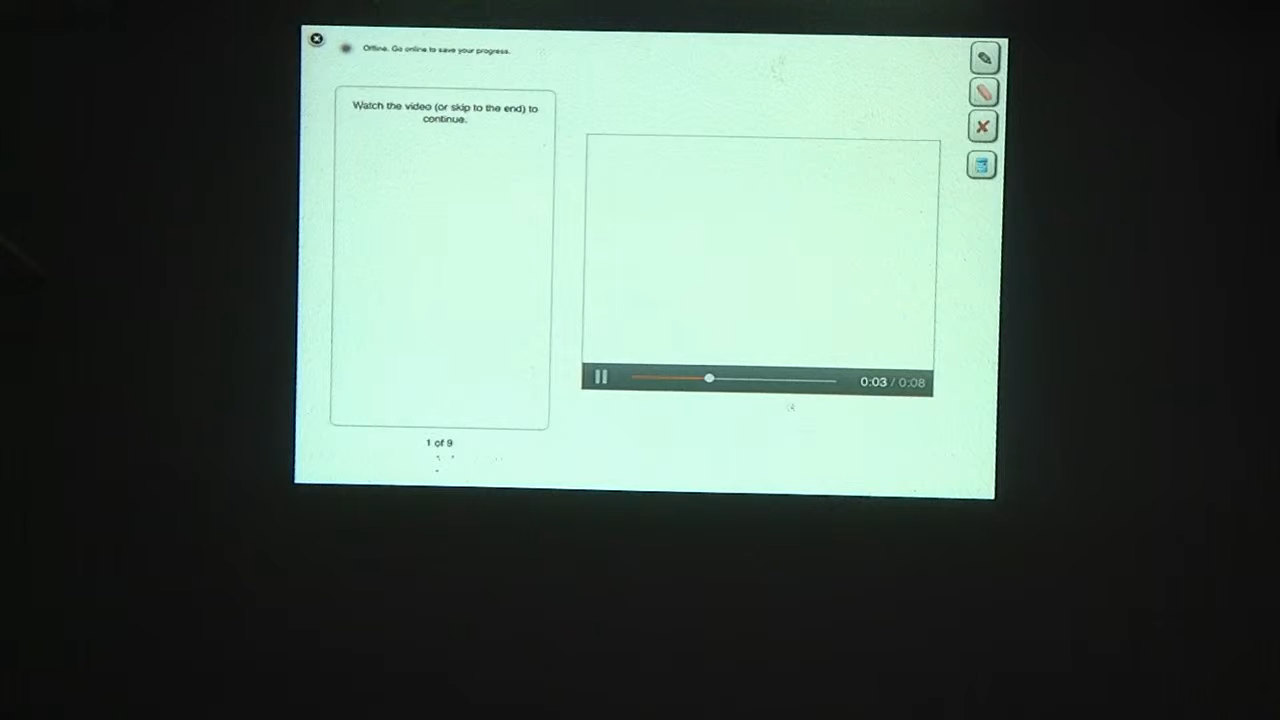 Offline. Go online to save your progress.
Watch the video (or skip to the end) to
continue.
0:03 / 0:08
1 of 9